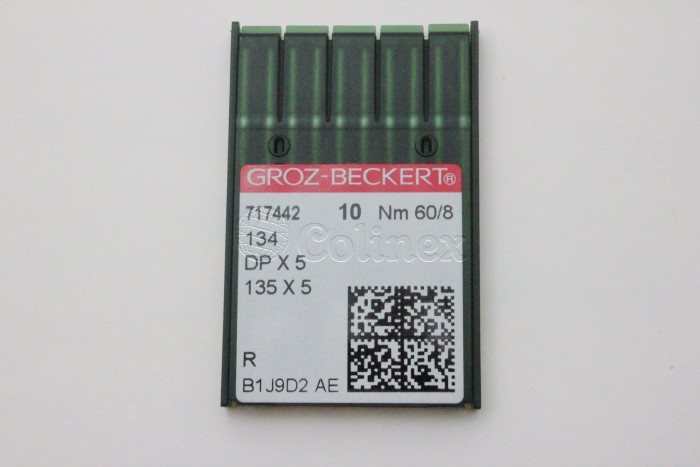 GROZ-BECKERT®
717442 10 Nm 60/8
134
Colinex
DP X 5
135 X 5
R
B1J9D2 AE